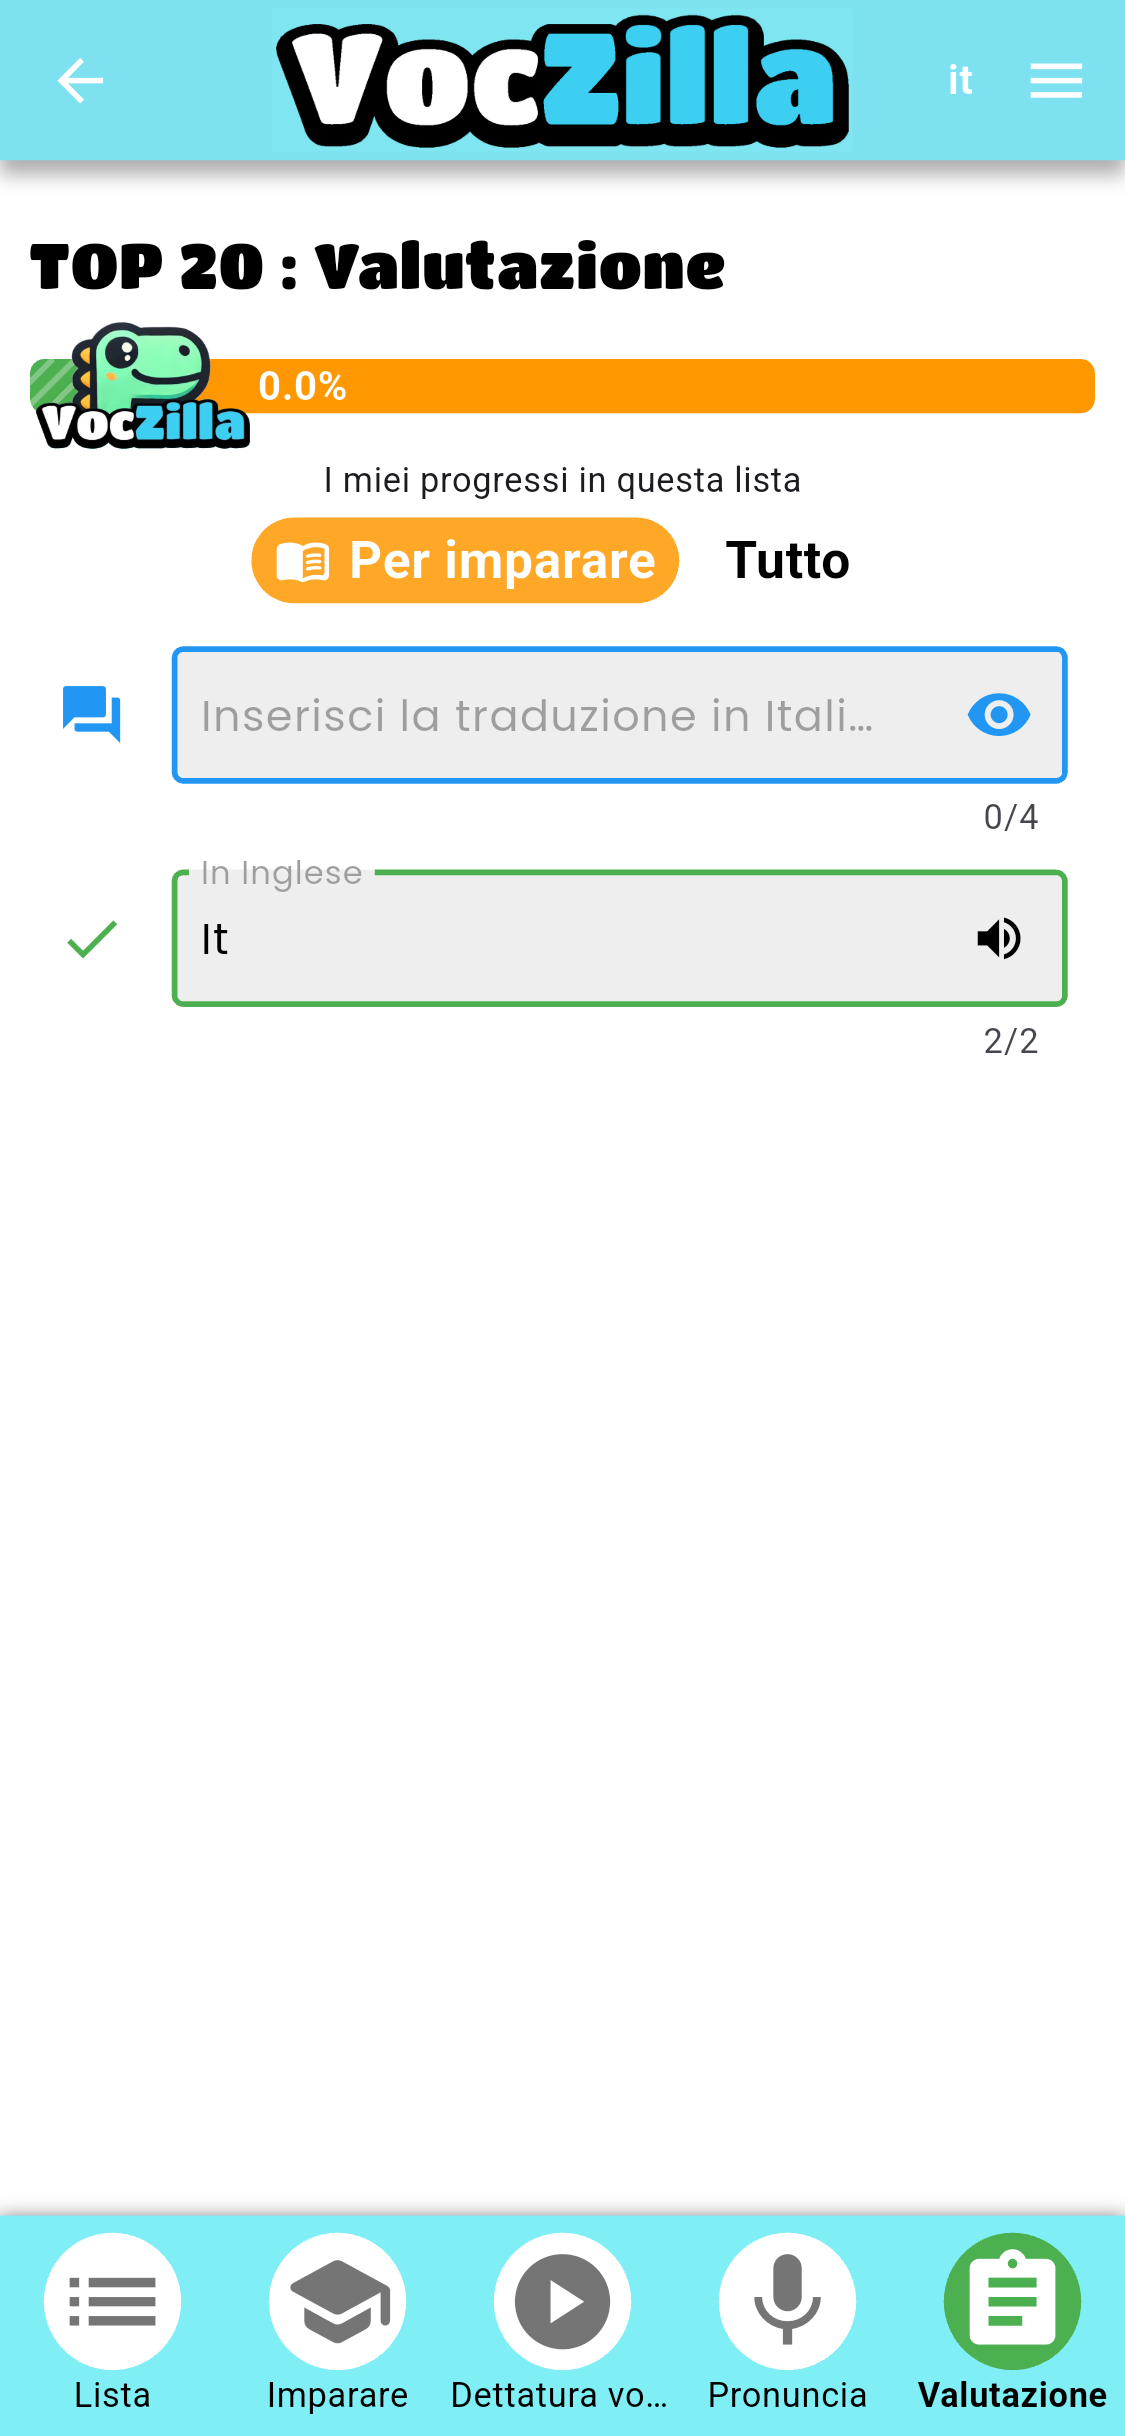 VocZilla
it
TOP 20 : Valutazione
0.0%
VocZilla
I miei progressi in questa lista
Per imparare
Tutto
Inserisci la traduzione in Itali...
0/4
In Inglese
It
2/2
Lista
Imparare
Dettatura vo...
Pronuncia
Valutazione